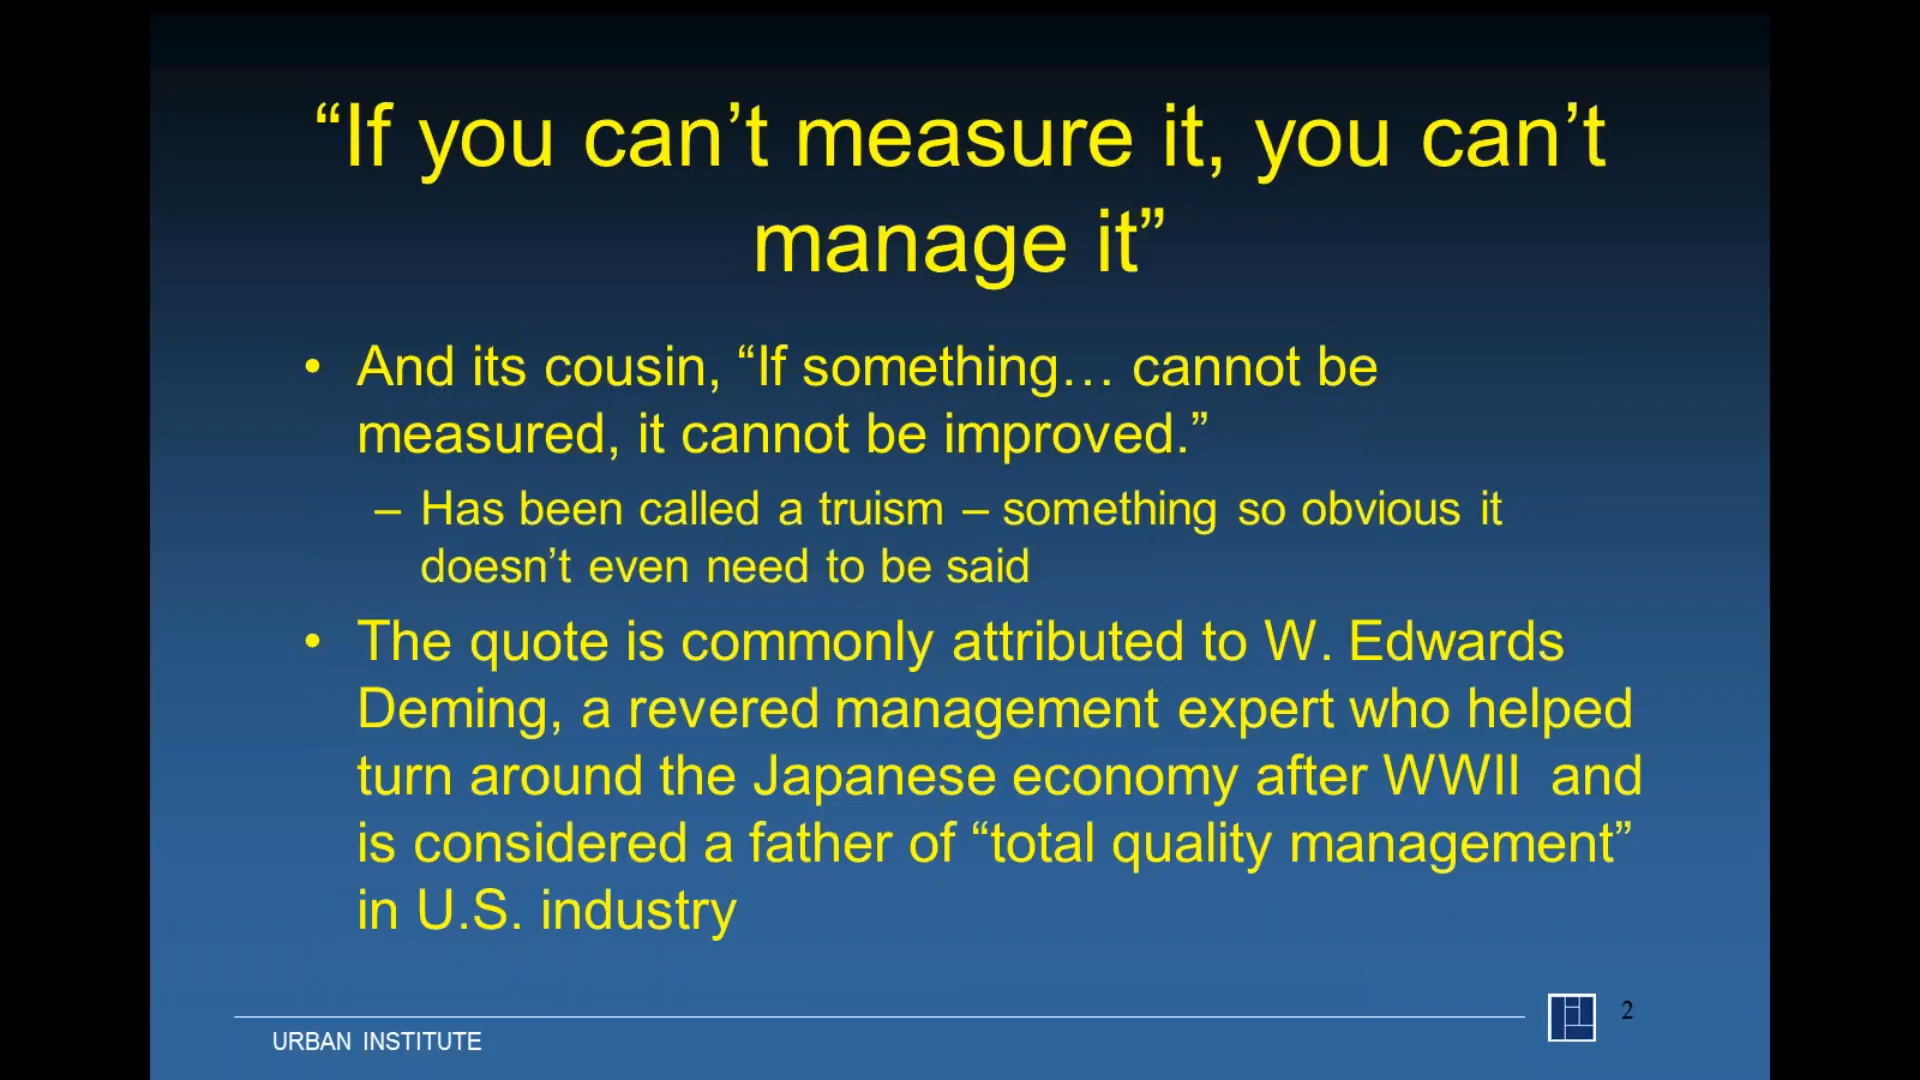 “If you can’t measure it, you can’t
manage it”
• And its cousin, “If something… cannot be
measured, it cannot be improved.”
– Has been called a truism – something so obvious it
doesn’t even need to be said
• The quote is commonly attributed to W. Edwards
Deming, a revered management expert who helped
turn around the Japanese economy after WWII and
is considered a father of “total quality management”
in U.S. industry
2
URBAN INSTITUTE